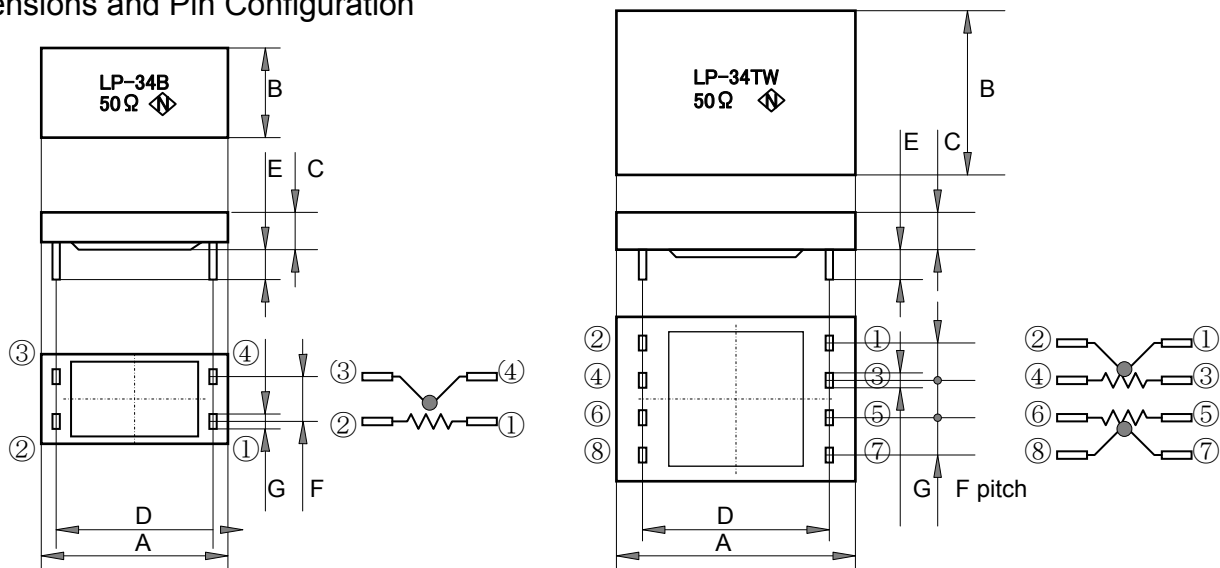 ensions and Pin Configuration
LP-34B
50Ω N
B
E
C
③
④
②
①
G
F
D
A
③
④
②
①
LP-34TW
50Ω N
B
E
C
②
①
④
③
⑥
⑤
⑧
⑦
G
F pitch
D
A
②
①
④
③
⑥
⑤
⑧
⑦